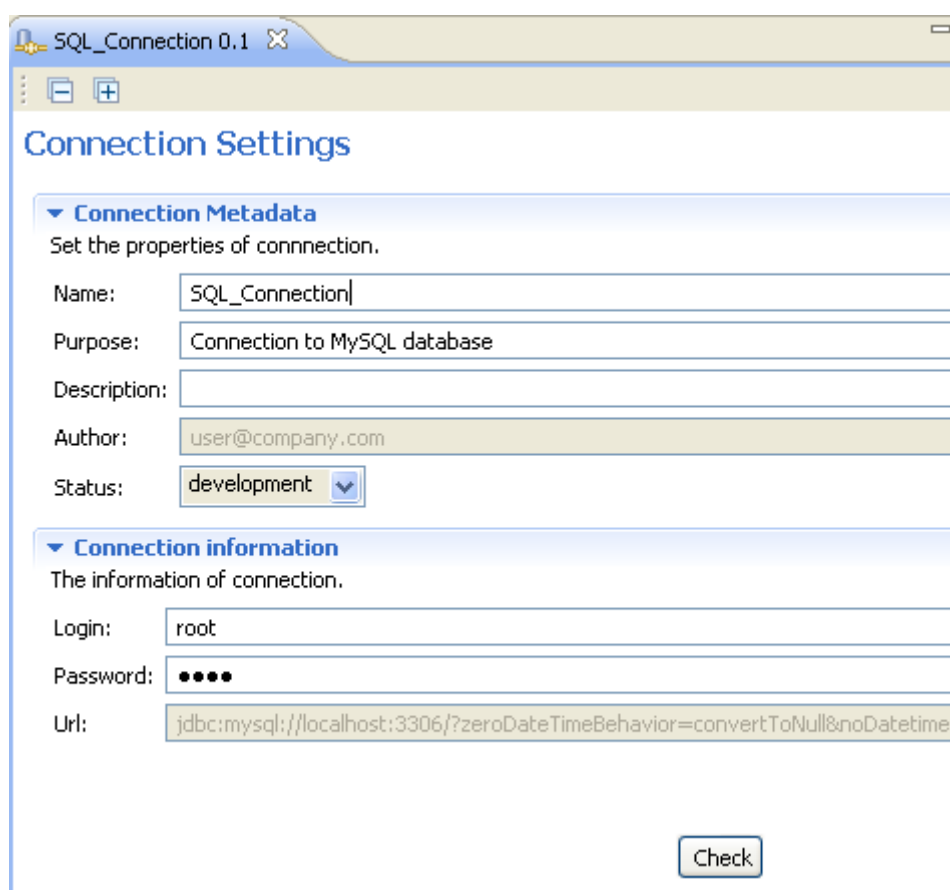 SQL_Connection 0.1
Connection Settings
Connection Metadata
Set the properties of connnection.
Name: SQL_Connection
Purpose: Connection to MySQL database
Description:
Author: user@company.com
Status: development
Connection information
The information of connection.
Login: root
Password: ••••
Url: jdbc:mysql://localhost:3306/?zeroDateTimeBehavior=convertToNull&noDatetime
Check